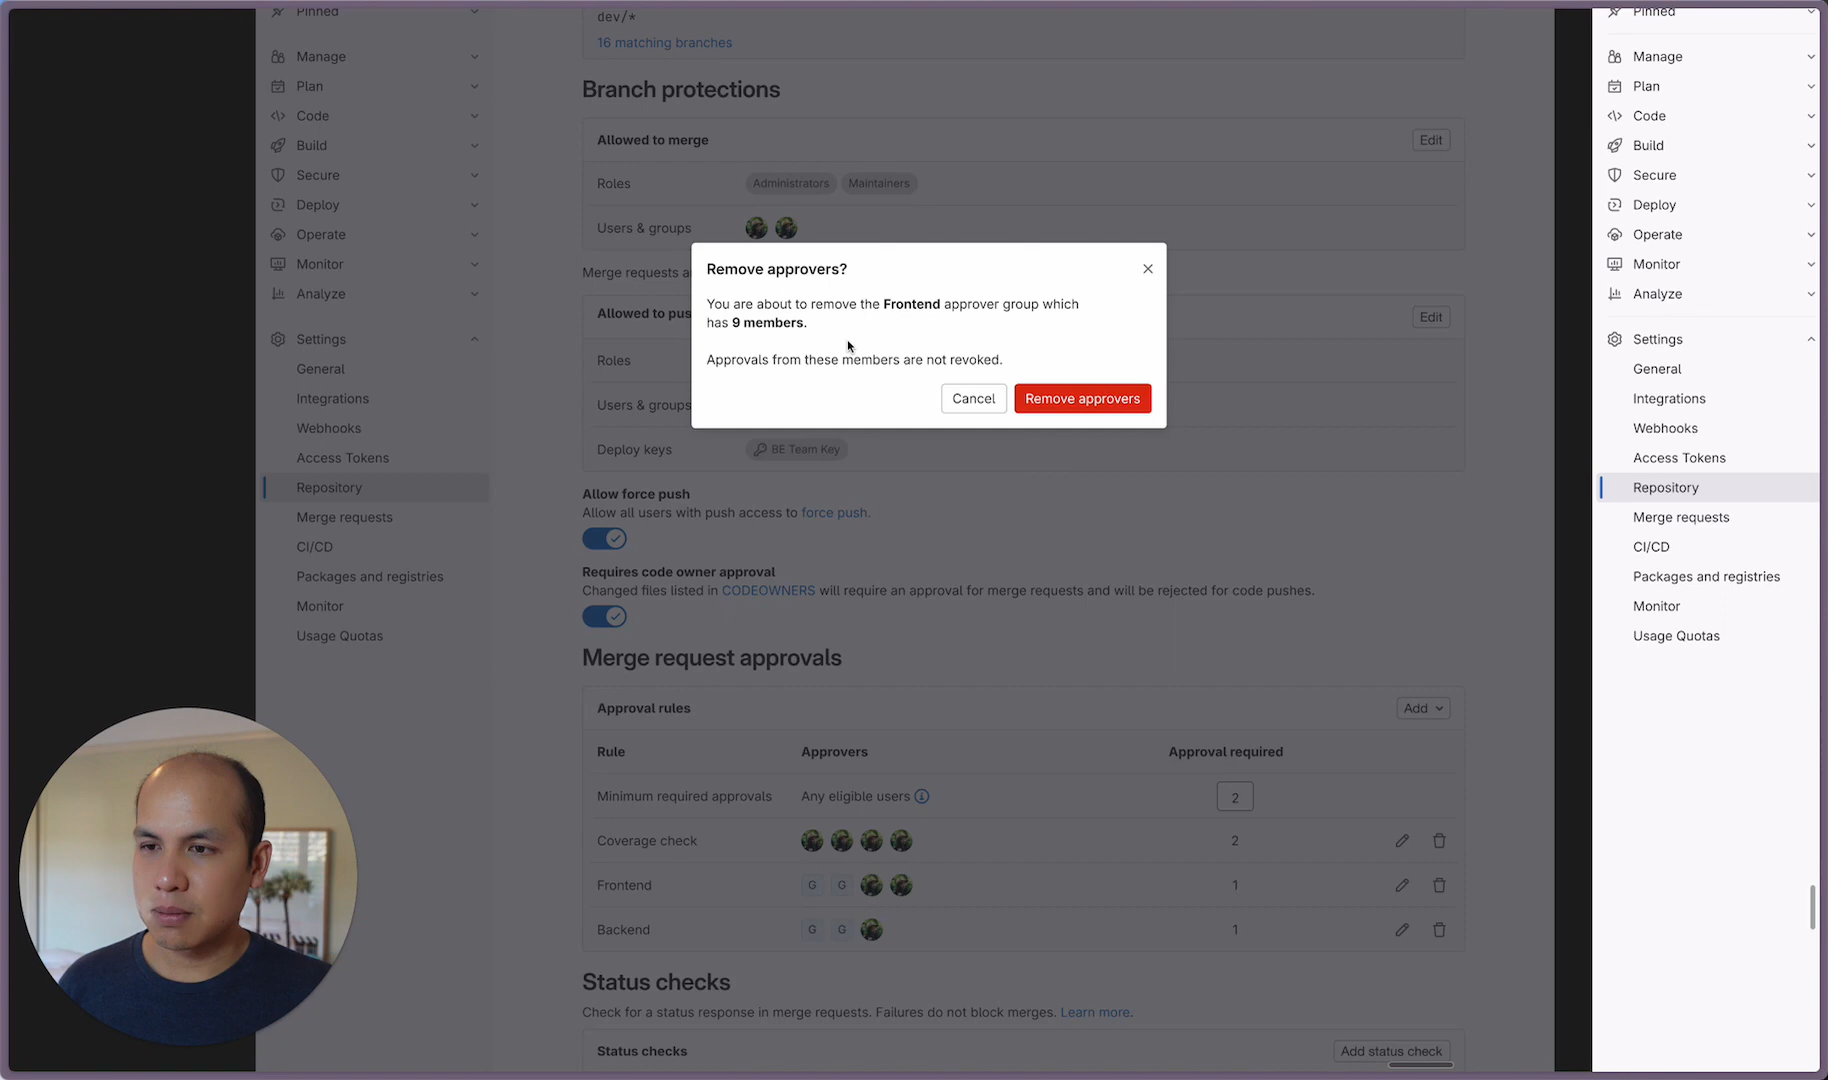 Pinned
Manage
Plan
Code
Build
Secure
Deploy
Operate
Monitor
Analyze
Settings
General
Integrations
Webhooks
Access Tokens
Repository
Merge requests
CI/CD
Packages and registries
Monitor
Usage Quotas
dev/*
16 matching branches
Branch protections
Allowed to merge
Edit
Roles
Administrators
Maintainers
Users & groups
Merge requests a
Allowed to pus
Edit
Roles
Users & groups
Deploy keys
BE Team Key
Remove approvers?
You are about to remove the Frontend approver group which
has 9 members.
Approvals from these members are not revoked.
Cancel
Remove approvers
Allow force push
Allow all users with push access to force push.
Requires code owner approval
Changed files listed in CODEOWNERS will require an approval for merge requests and will be rejected for code pushes.
Merge request approvals
Approval rules
Add
Rule Approvers Approval required
Minimum required approvals Any eligible users 2
Coverage check 2
Frontend G G 1
Backend G G 1
Status checks
Check for a status response in merge requests. Failures do not block merges. Learn more.
Status checks
Add status check
Pinned
Manage
Plan
Code
Build
Secure
Deploy
Operate
Monitor
Analyze
Settings
General
Integrations
Webhooks
Access Tokens
Repository
Merge requests
CI/CD
Packages and registries
Monitor
Usage Quotas